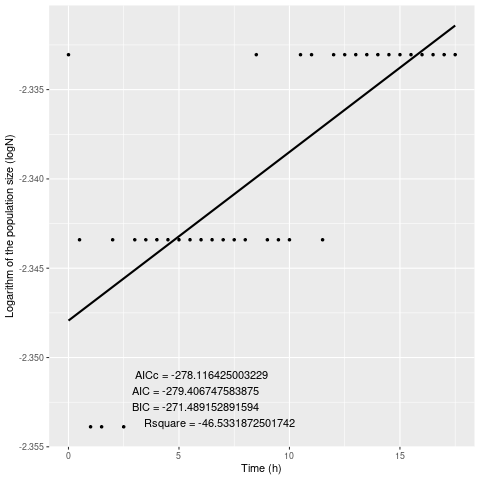 Logarithm of the population size (logN)
-2.335
-2.340
-2.345
-2.350
-2.355
AICc = -278.116425003229
AIC = -279.406747583875
BIC = -271.489152891594
Rsquare = -46.5331872501742
0 5 10 15
Time (h)